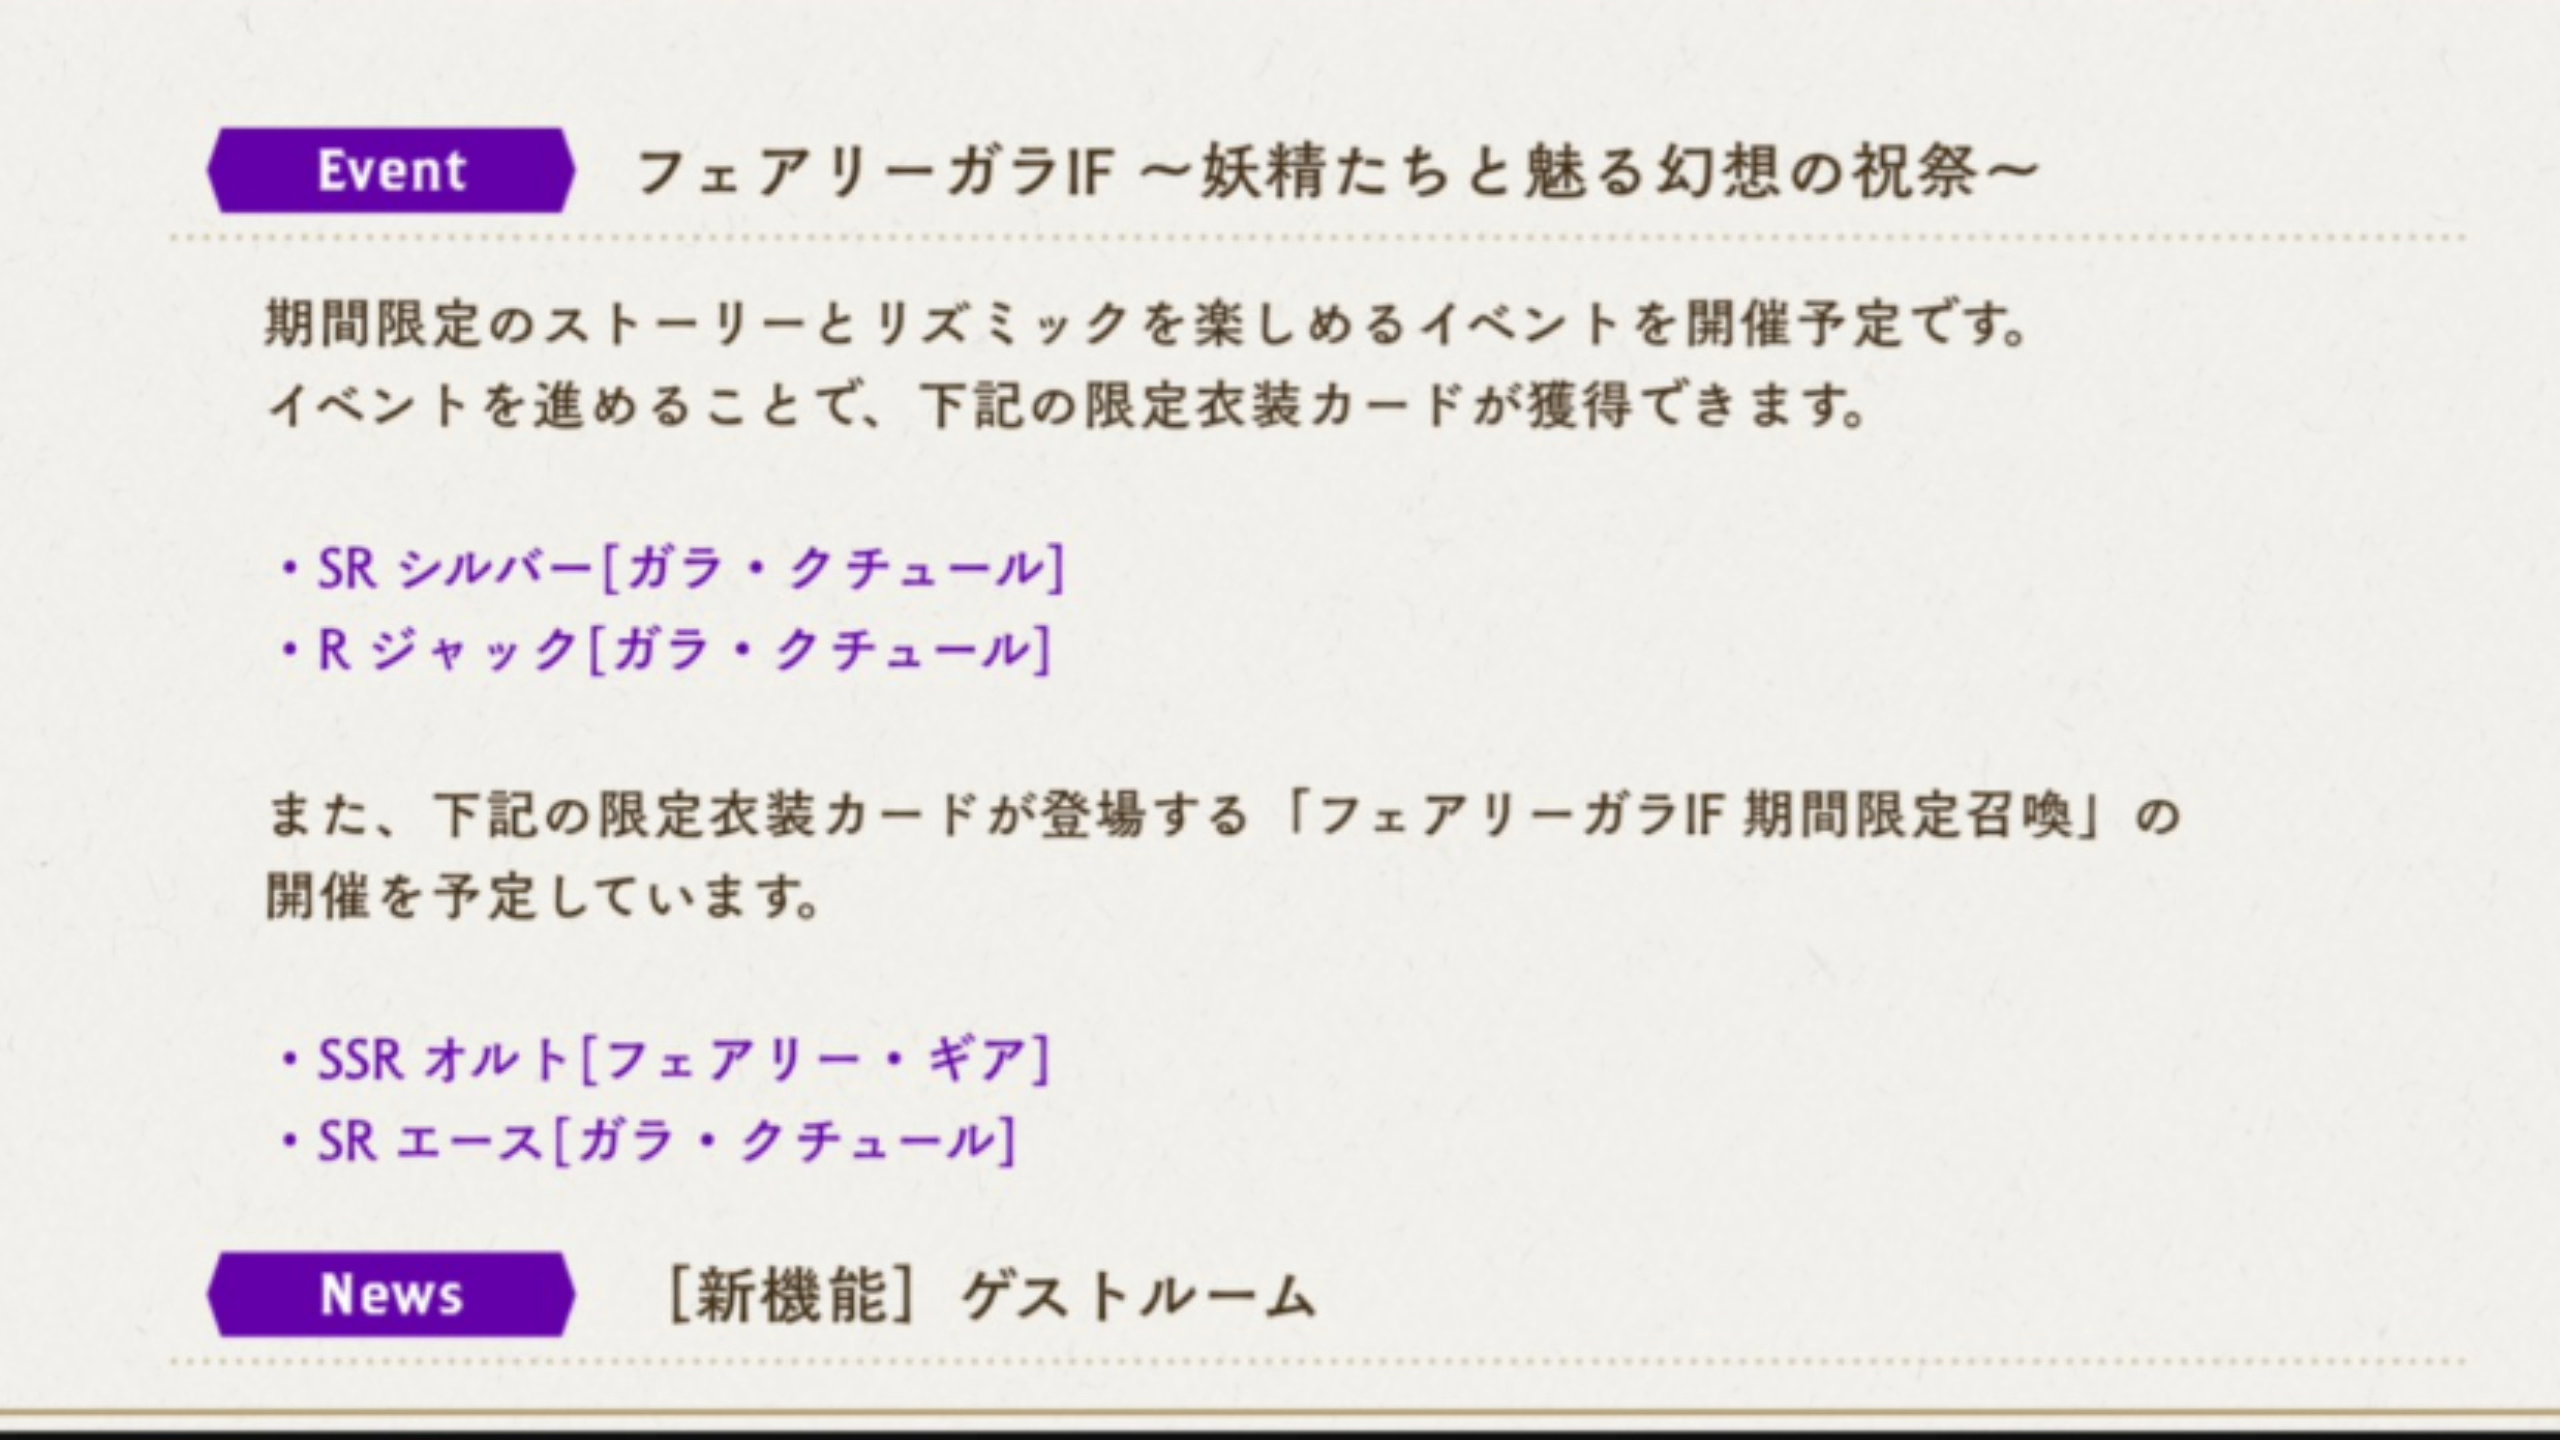 Event
フェアリーガラIF ～妖精たちと魅る幻想の祝祭～
期間限定のストーリーとリズミックを楽しめるイベントを開催予定です。
イベントを進めることで、下記の限定衣装カードが獲得できます。
・SR シルバー[ガラ・クチュール]
・R ジャック[ガラ・クチュール]
また、下記の限定衣装カードが登場する「フェアリーガラIF 期間限定召喚」の
開催を予定しています。
・SSR オルト[フェアリー・ギア]
・SR エース[ガラ・クチュール]
News
［新機能］ゲストルーム